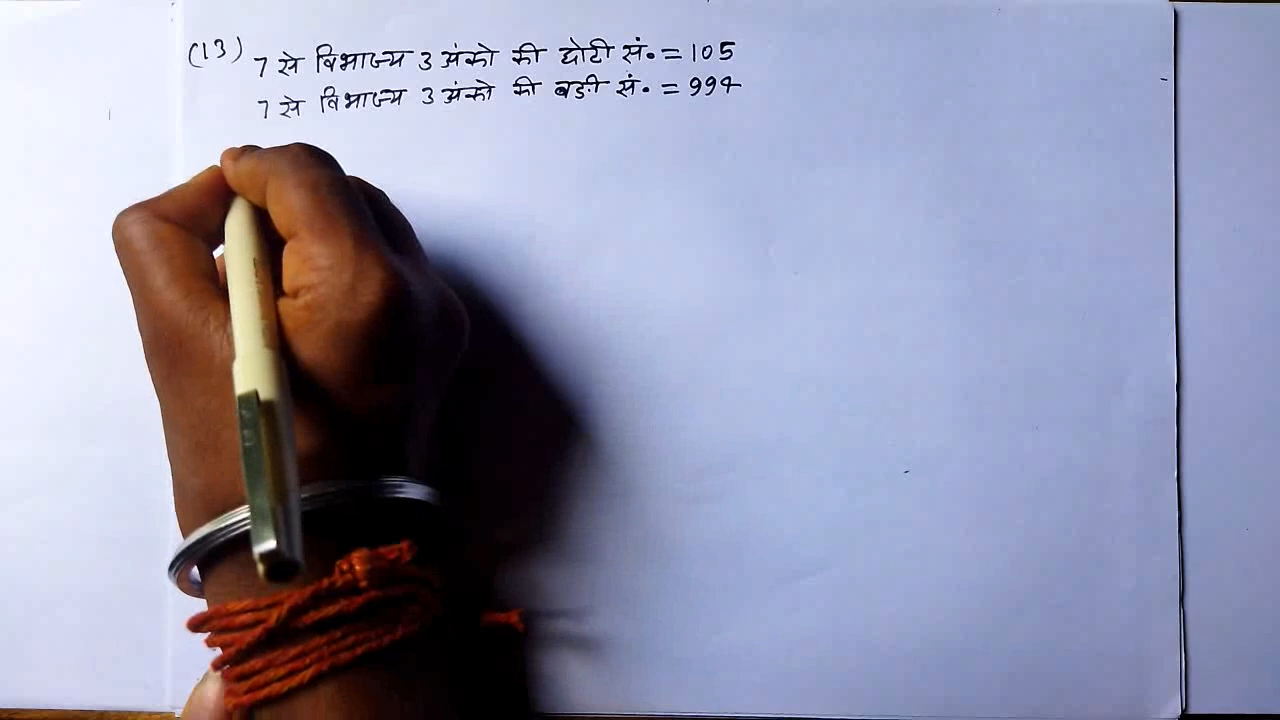 (13) 7 से विभाज्य 3 अंको की छोटी सं. = 105
7 से विभाज्य 3 अंको की बड़ी सं. = 994